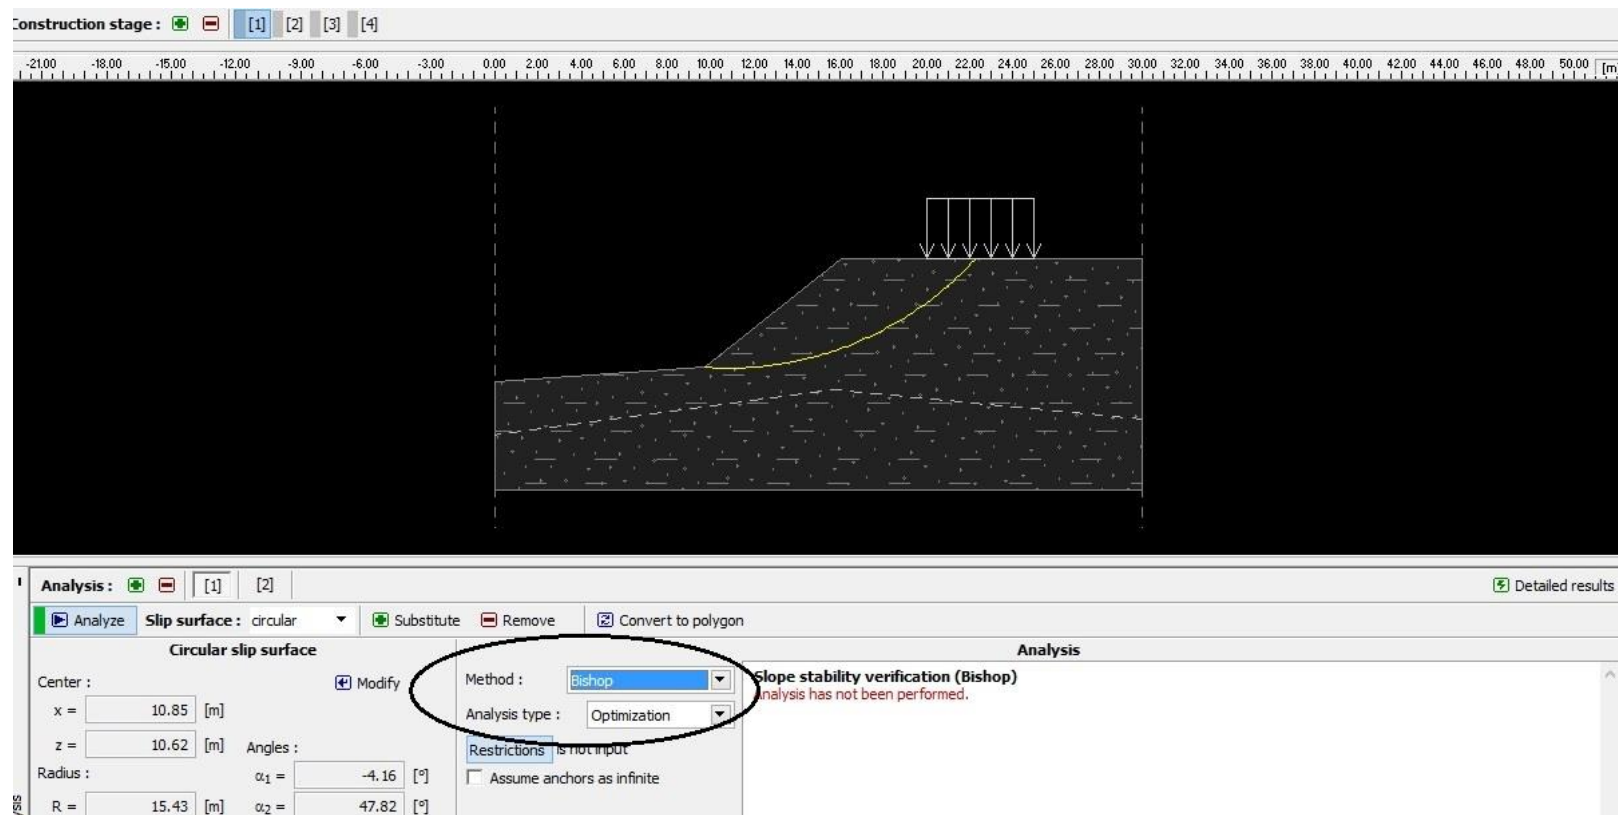 Construction stage : [1] [2] [3] [4]
-21.00 -18.00 -15.00 -12.00 -9.00 -6.00 -3.00 0.00 2.00 4.00 6.00 8.00 10.00 12.00 14.00 16.00 18.00 20.00 22.00 24.00 26.00 28.00 30.00 32.00 34.00 36.00 38.00 40.00 42.00 44.00 46.00 48.00 50.00 [m]
Analysis : [1] [2] Detailed results
Analyze Slip surface : circular Substitute Remove Convert to polygon
Circular slip surface
Center : Modify
x = 10.85 [m]
z = 10.62 [m] Angles :
Radius : α1 = -4.16 [°]
R = 15.43 [m] α2 = 47.82 [°]
Method : Bishop
Analysis type : Optimization
Restrictions is not input
Assume anchors as infinite
Analysis
Slope stability verification (Bishop)
Analysis has not been performed.